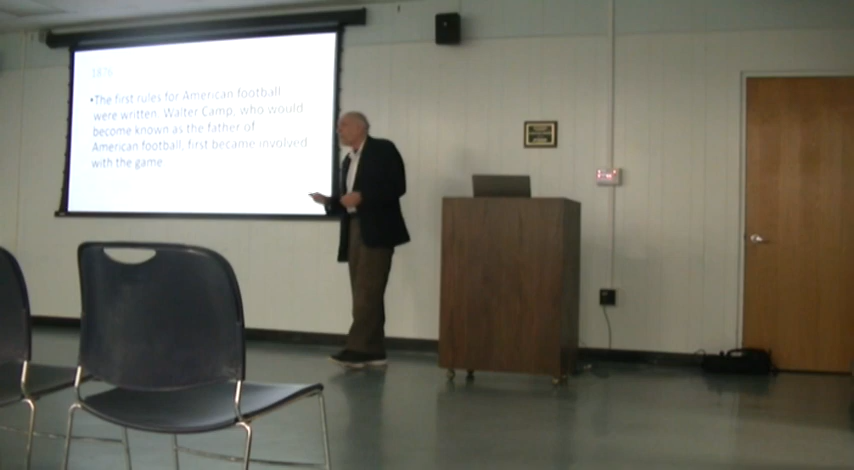 1876
•The first rules for American football
were written. Walter Camp, who would
become known as the father of
American football, first became involved
with the game.